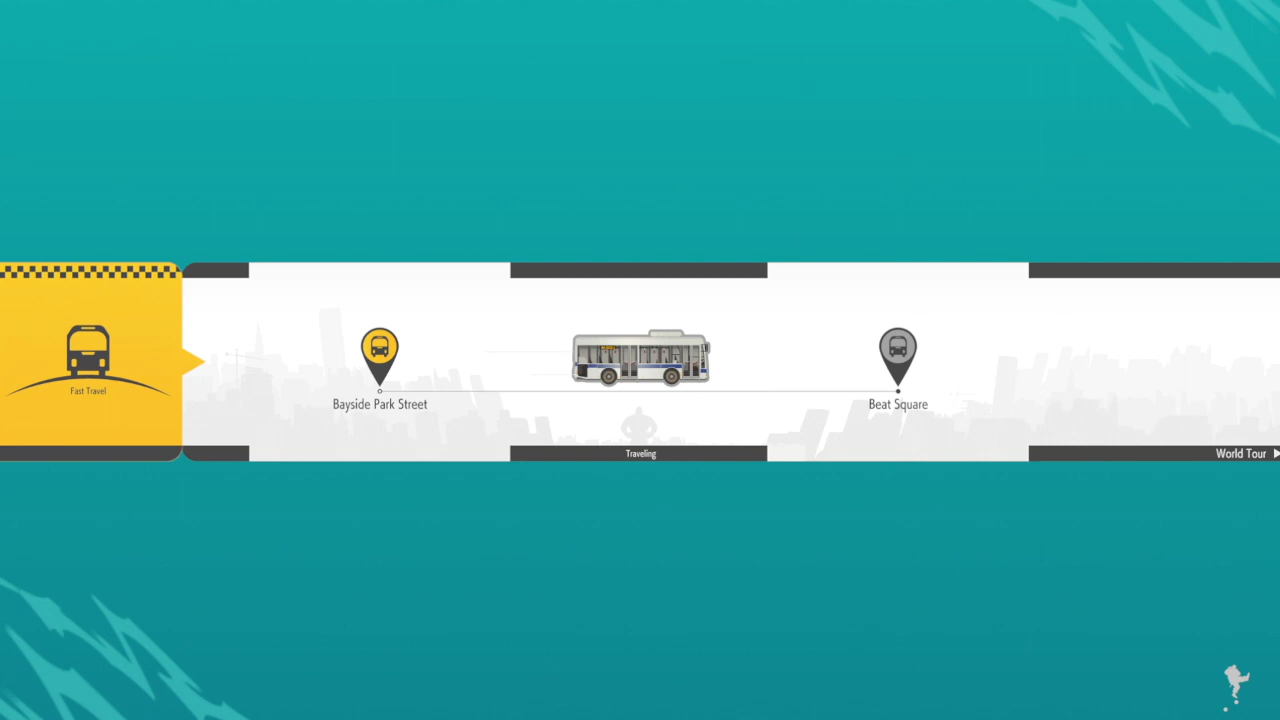 Fast Travel
Bayside Park Street
Beat Square
Traveling
World Tour